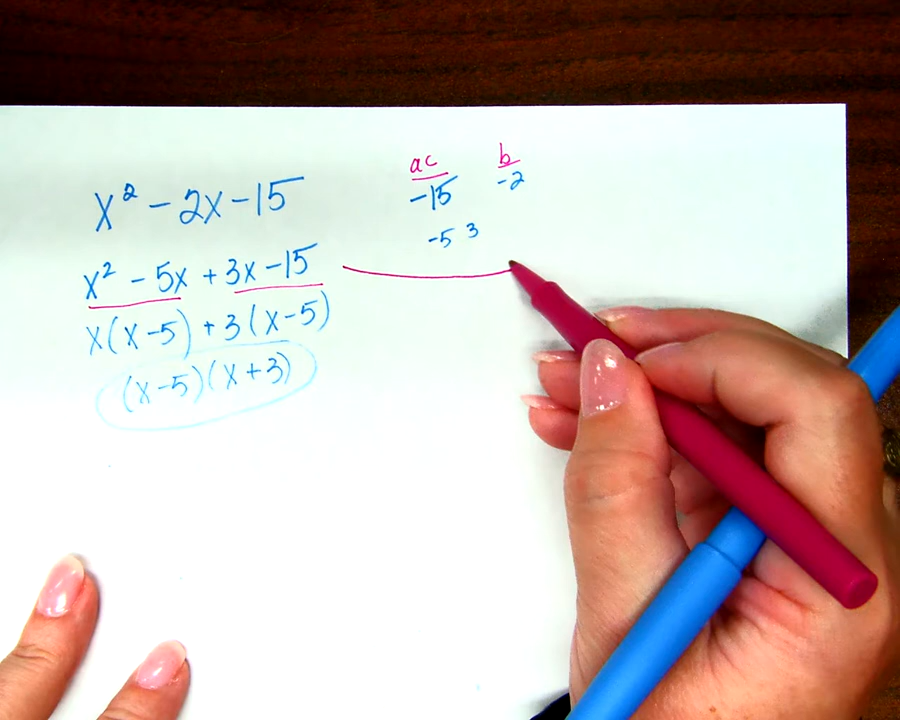 x² - 2x - 15
x² - 5x + 3x - 15
x(x-5) + 3(x-5)
(x-5)(x+3)
ac b
-15 -2
-5 3